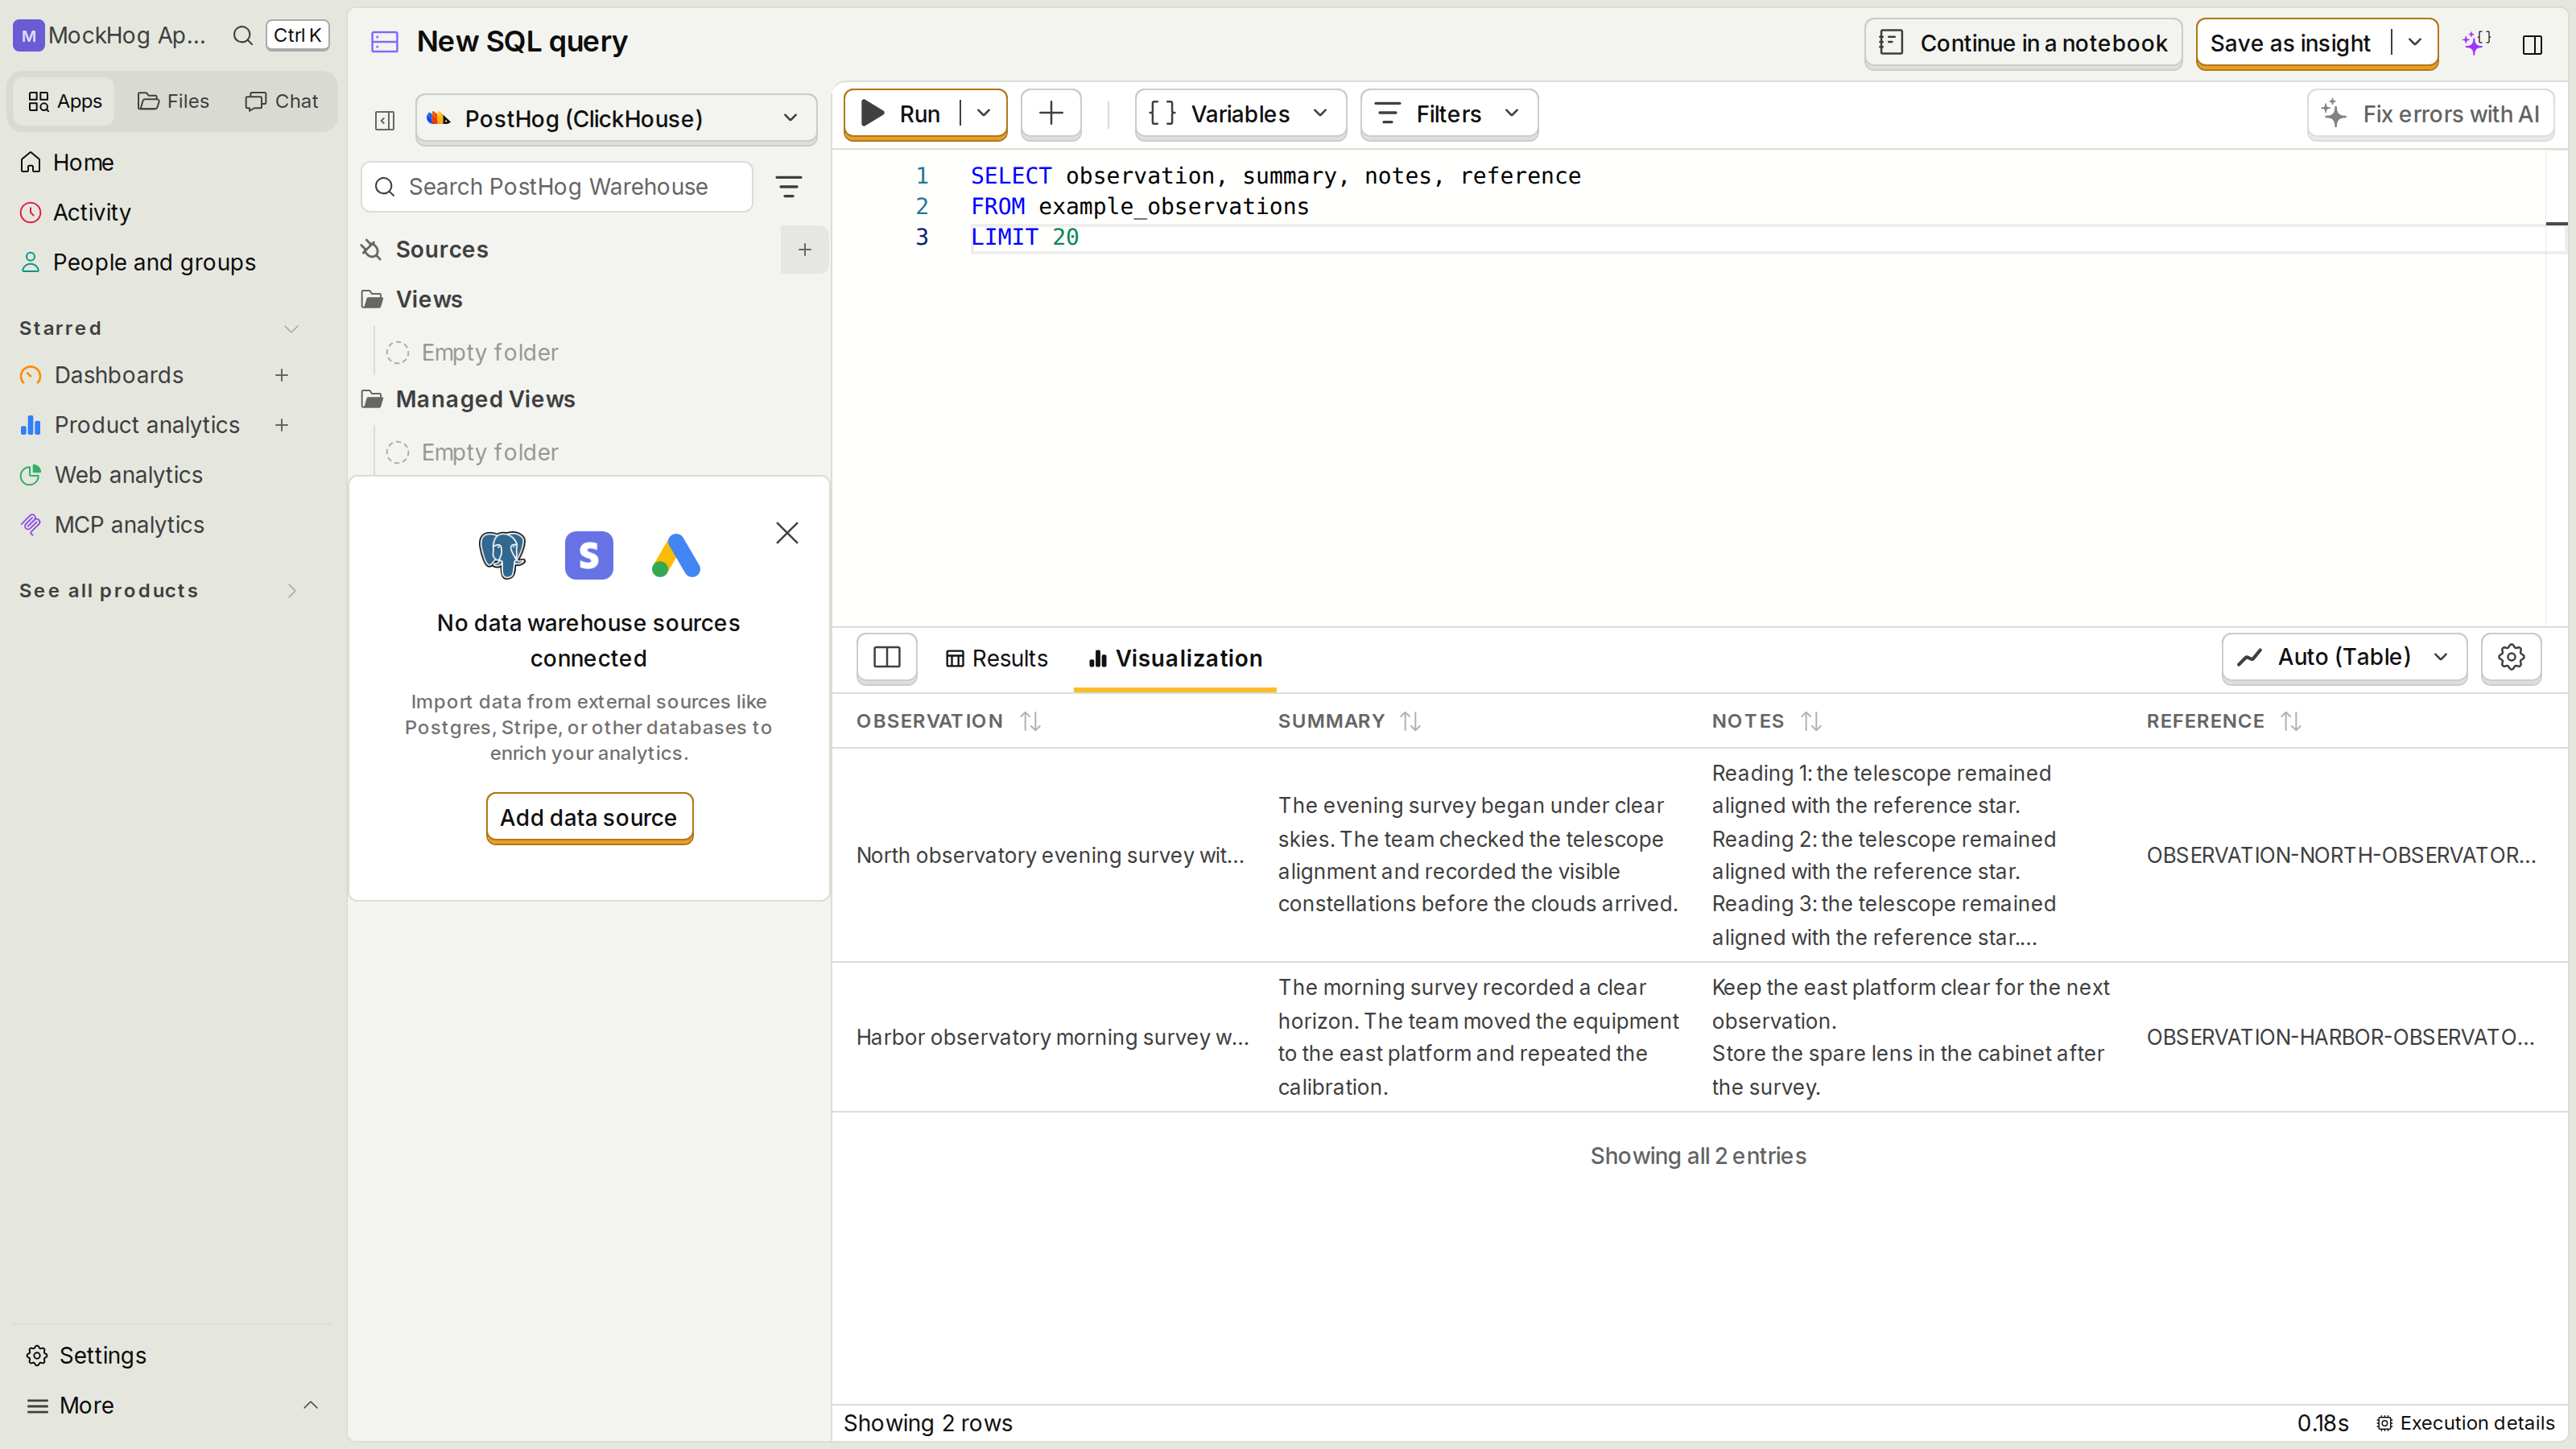 M MockHog Ap... Ctrl K
Apps Files Chat
Home
Activity
People and groups
Starred
Dashboards
Product analytics
Web analytics
MCP analytics
See all products
Settings
More
New SQL query
Continue in a notebook
Save as insight
PostHog (ClickHouse)
Search PostHog Warehouse
Sources
Views
Empty folder
Managed Views
Empty folder
S
No data warehouse sources
connected
Import data from external sources like
Postgres, Stripe, or other databases to
enrich your analytics.
Add data source
Run
Variables
Filters
Fix errors with AI
1 SELECT observation, summary, notes, reference
2 FROM example_observations
3 LIMIT 20
Results
Visualization
Auto (Table)
OBSERVATION SUMMARY NOTES REFERENCE
North observatory evening survey wit...
The evening survey began under clear
skies. The team checked the telescope
alignment and recorded the visible
constellations before the clouds arrived.
Reading 1: the telescope remained
aligned with the reference star.
Reading 2: the telescope remained
aligned with the reference star.
Reading 3: the telescope remained
aligned with the reference star....
OBSERVATION-NORTH-OBSERVATOR...
Harbor observatory morning survey w...
The morning survey recorded a clear
horizon. The team moved the equipment
to the east platform and repeated the
calibration.
Keep the east platform clear for the next
observation.
Store the spare lens in the cabinet after
the survey.
OBSERVATION-HARBOR-OBSERVATO...
Showing all 2 entries
Showing 2 rows
0.18s
Execution details